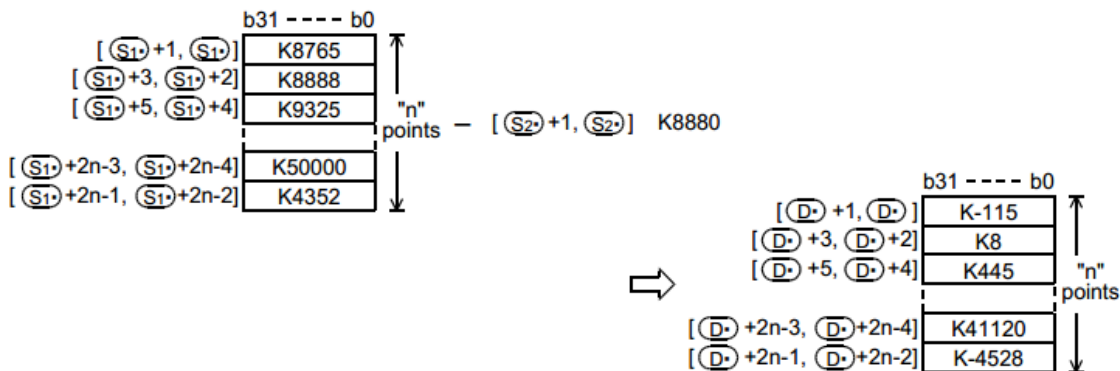 b31 ---- b0
[ S1• +1, S1• ] K8765
[ S1• +3, S1• +2] K8888
[ S1• +5, S1• +4] K9325
"n"
points
– [ S2• +1, S2• ] K8880
[ S1• +2n-3, S1• +2n-4] K50000
[ S1• +2n-1, S1• +2n-2] K4352
b31 ---- b0
[ D• +1, D• ] K-115
[ D• +3, D• +2] K8
[ D• +5, D• +4] K445
"n"
points
[ D• +2n-3, D• +2n-4] K41120
[ D• +2n-1, D• +2n-2] K-4528